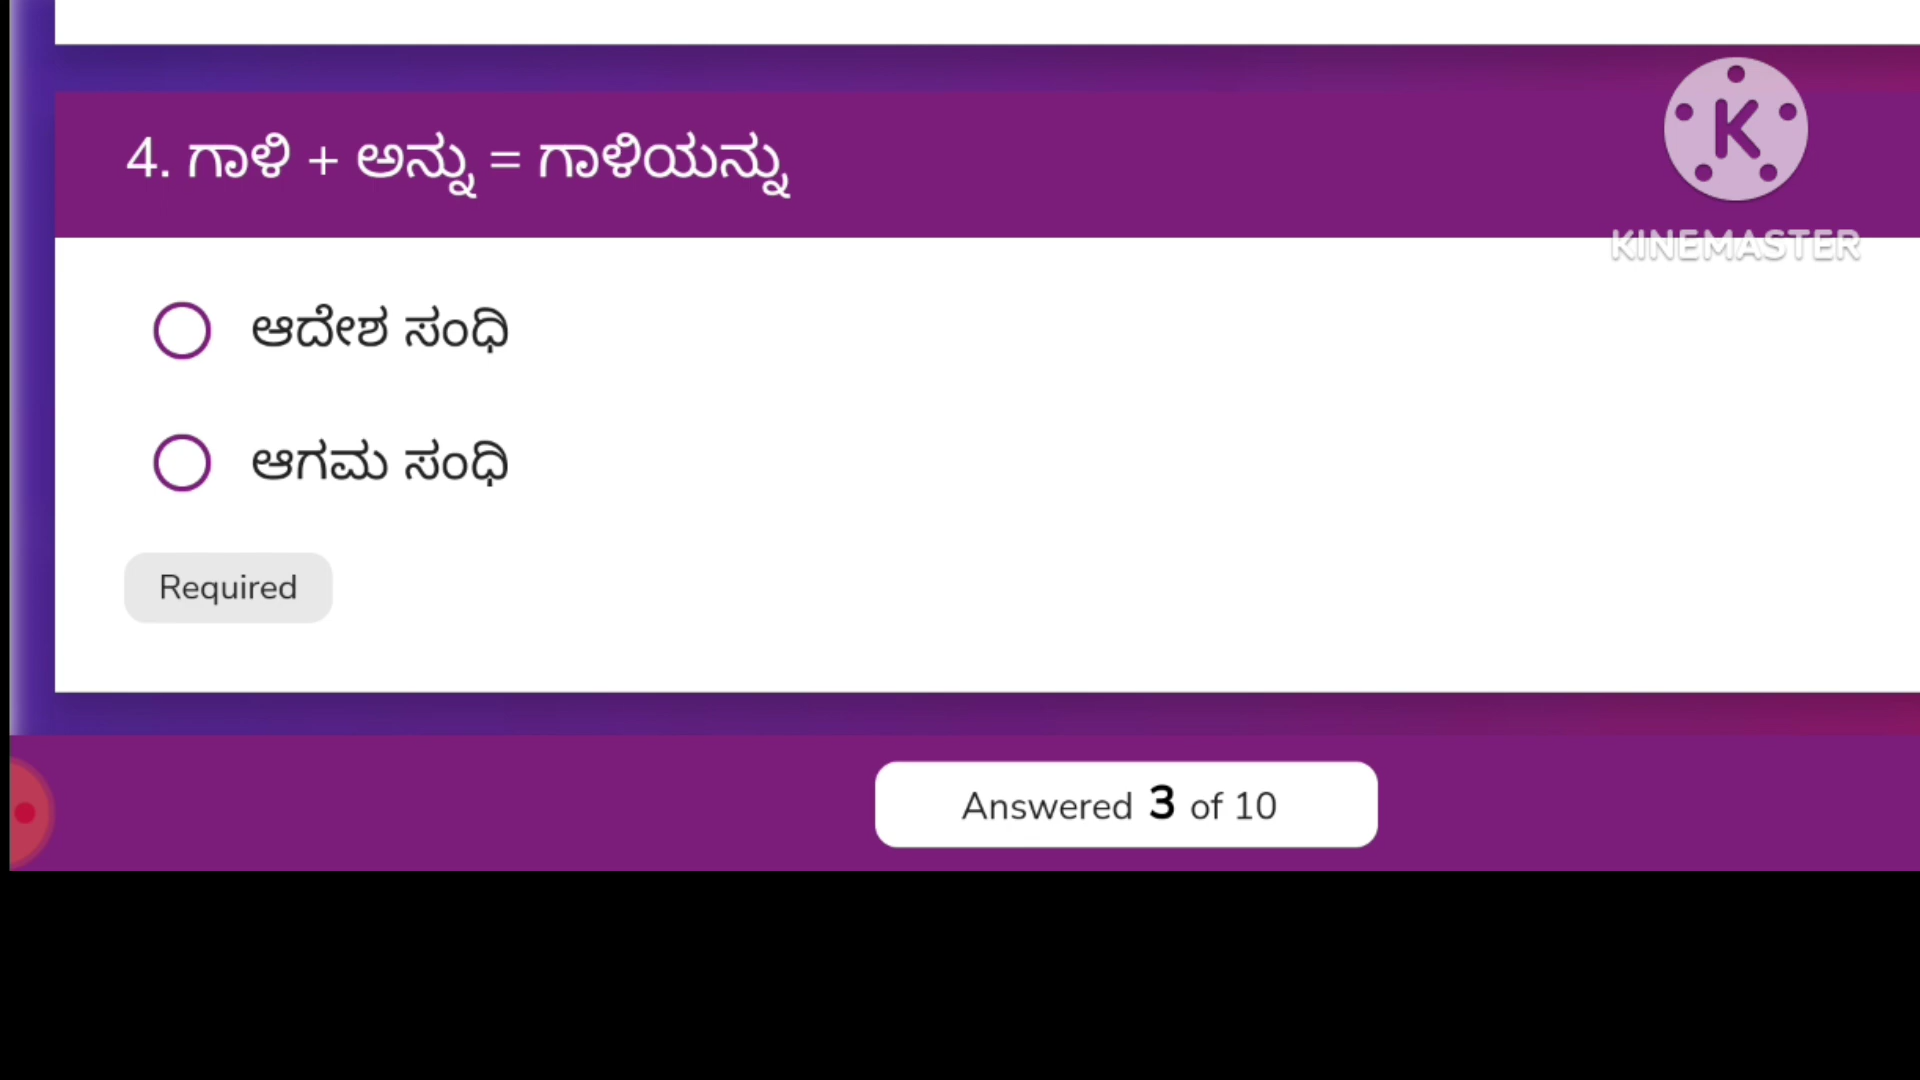 4. ಗಾಳಿ + ಅನ್ನು = ಗಾಳಿಯನ್ನು
K
KINEMASTER
ಆದೇಶ ಸಂಧಿ
ಆಗಮ ಸಂಧಿ
Required
Answered 3 of 10